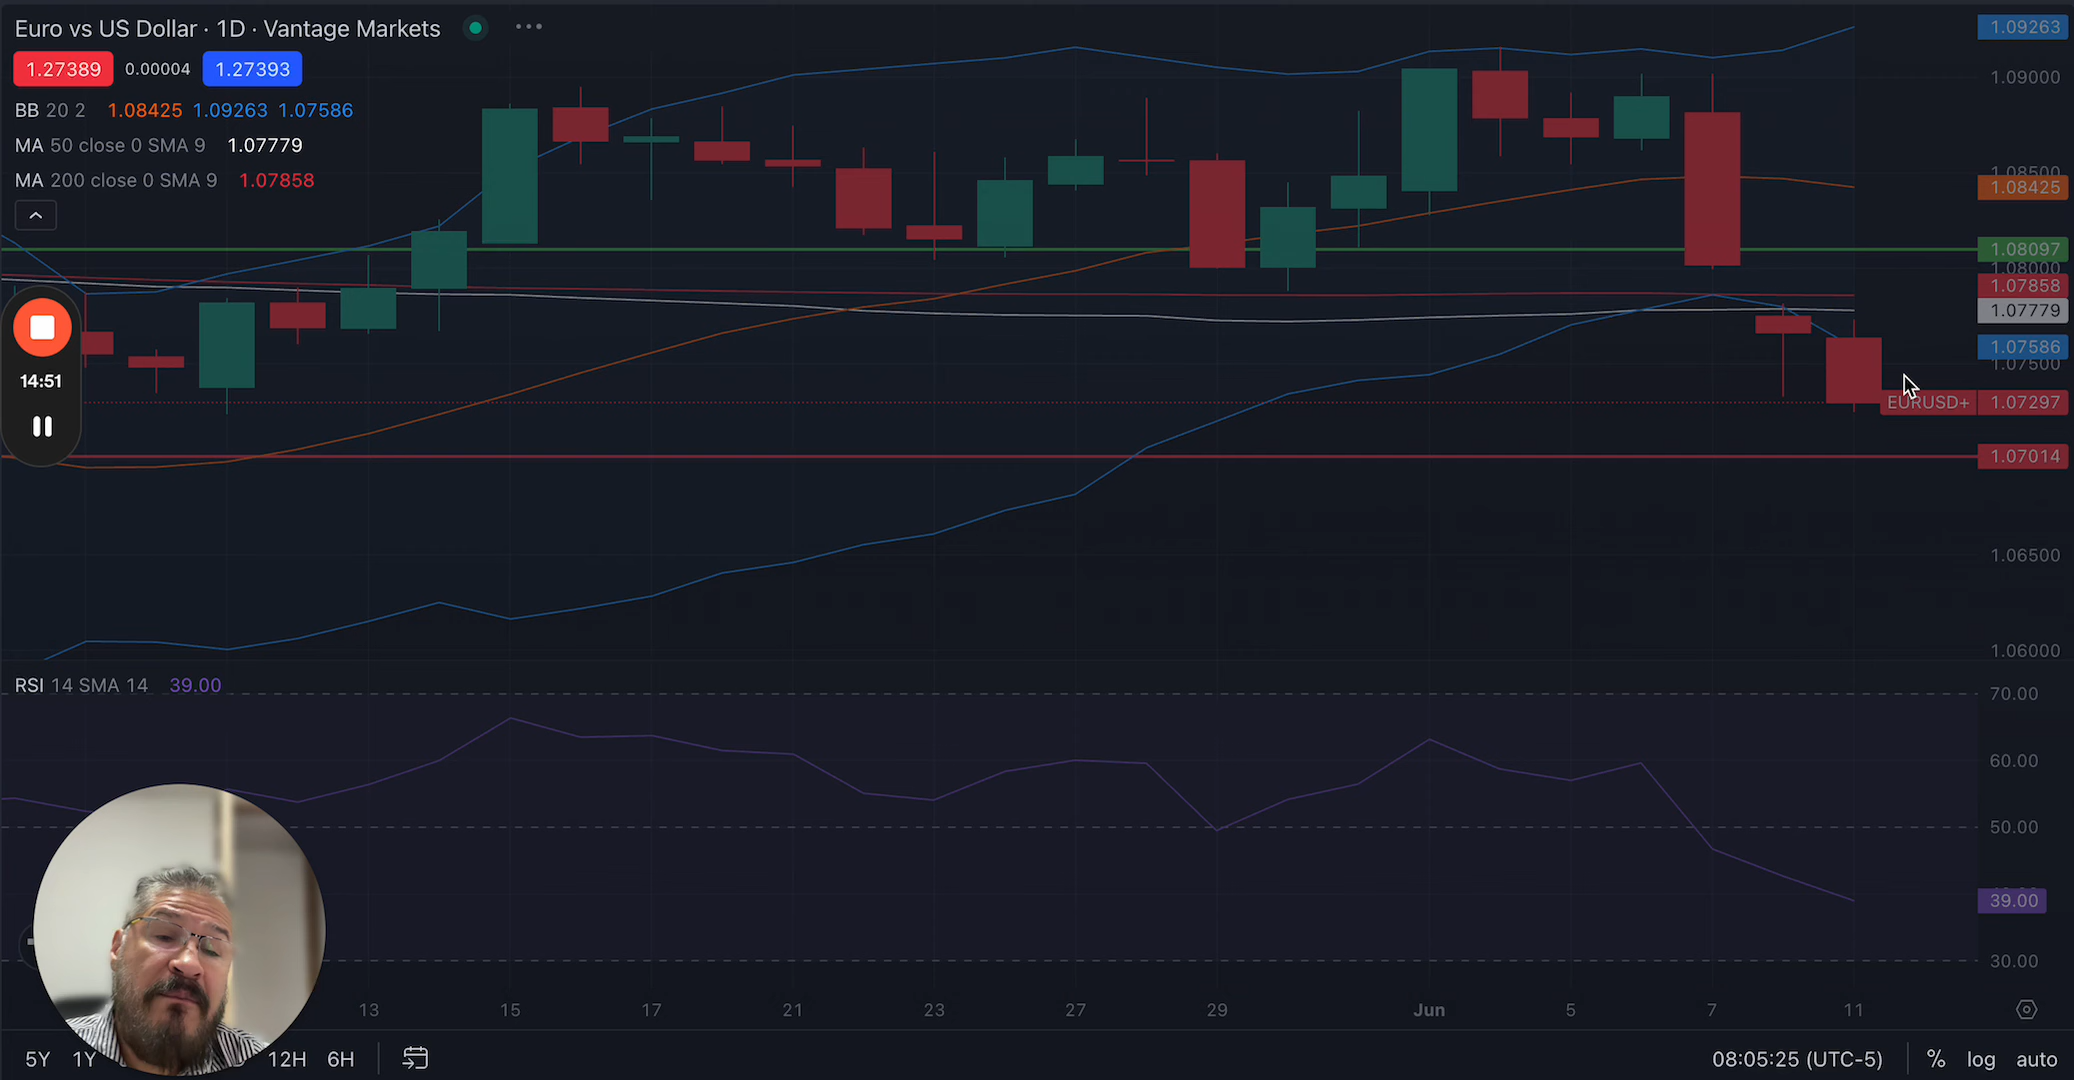 Euro vs US Dollar · 1D · Vantage Markets
1.27389 0.00004 1.27393
BB 20 2 1.08425 1.09263 1.07586
MA 50 close 0 SMA 9 1.07779
MA 200 close 0 SMA 9 1.07858
1.09263
1.09000
1.08500
1.08425
1.08097
1.08000
1.07858
1.07779
1.07586
1.07500
EURUSD+ 1.07297
1.07014
1.06500
1.06000
14:51
RSI 14 SMA 14 39.00
70.00
60.00
50.00
39.00
30.00
13 15 17 21 23 27 29 Jun 5 7 11
5Y 1Y 12H 6H 08:05:25 (UTC-5) % log auto